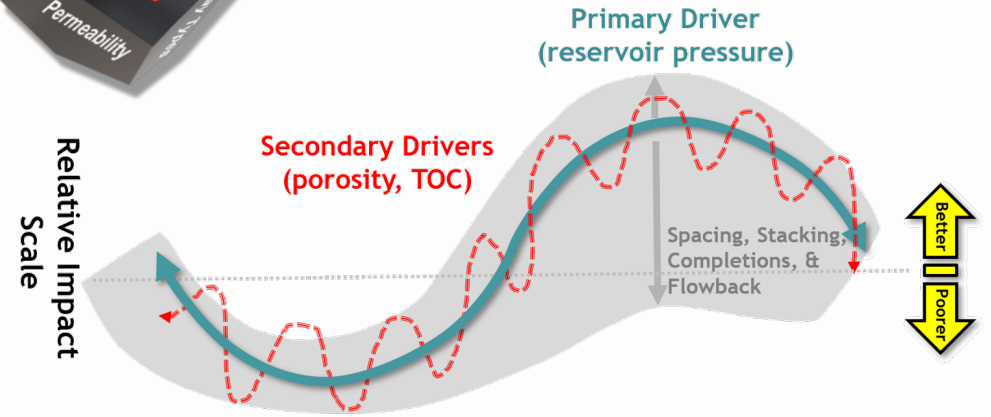 Permeability
Primary Driver
(reservoir pressure)
Secondary Drivers
(porosity, TOC)
Relative Impact
Scale
Spacing, Stacking,
Completions, &
Flowback
Better
Poorer